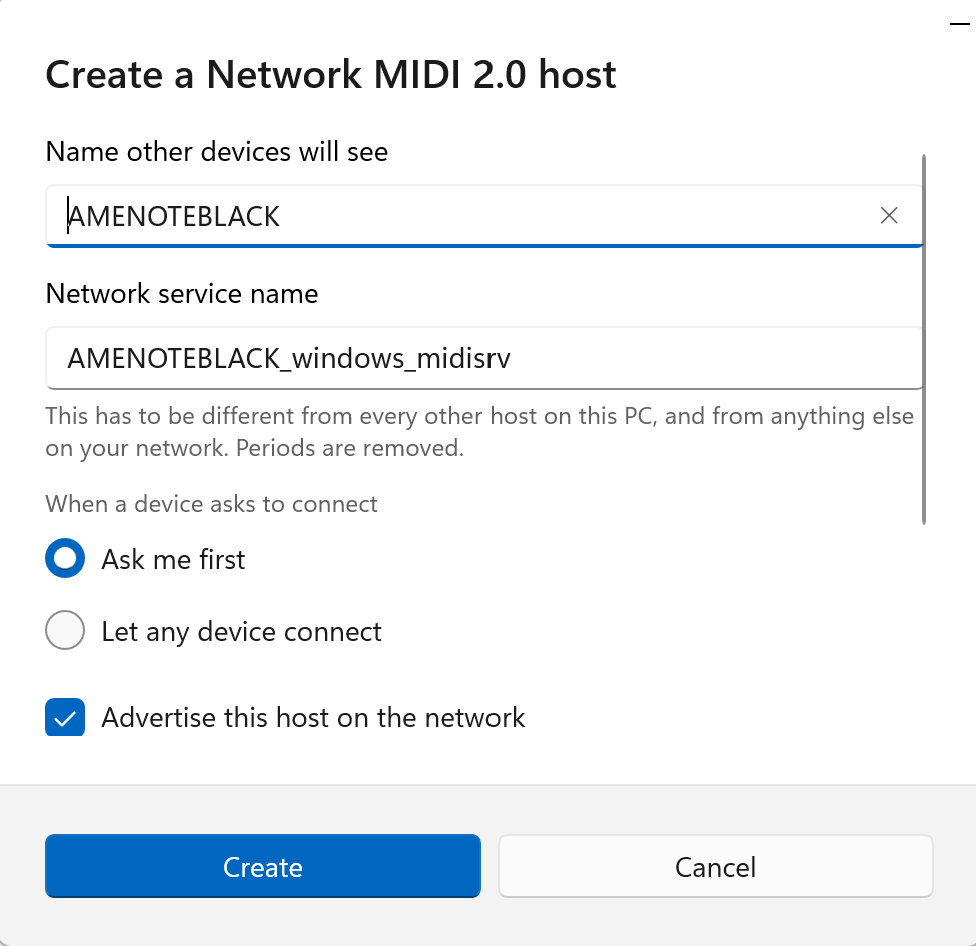 Create a Network MIDI 2.0 host
Name other devices will see
AMENOTEBLACK
Network service name
AMENOTEBLACK_windows_midisrv
This has to be different from every other host on this PC, and from anything else
on your network. Periods are removed.
When a device asks to connect
Ask me first
Let any device connect
Advertise this host on the network
Create
Cancel